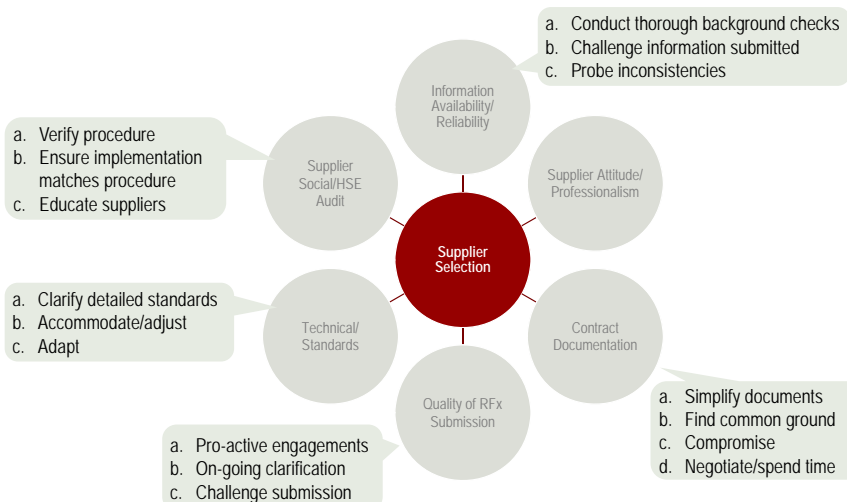 a. Conduct thorough background checks
b. Challenge information submitted
c. Probe inconsistencies
Information
Availability/
Reliability
a. Verify procedure
b. Ensure implementation
matches procedure
c. Educate suppliers
Supplier
Social/HSE
Audit
Supplier Attitude/
Professionalism
Supplier
Selection
a. Clarify detailed standards
b. Accommodate/adjust
c. Adapt
Technical/
Standards
Contract
Documentation
Quality of RFx
Submission
a. Simplify documents
b. Find common ground
c. Compromise
d. Negotiate/spend time
a. Pro-active engagements
b. On-going clarification
c. Challenge submission